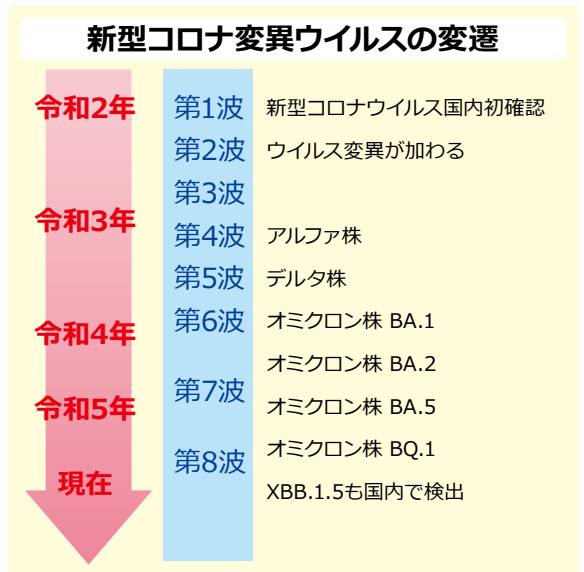 新型コロナ変異ウイルスの変遷
令和2年
第1波
新型コロナウイルス国内初確認
第2波
ウイルス変異が加わる
第3波
令和3年
第4波
アルファ株
第5波
デルタ株
第6波
オミクロン株 BA.1
令和4年
オミクロン株 BA.2
第7波
令和5年
オミクロン株 BA.5
第8波
オミクロン株 BQ.1
現在
XBB.1.5も国内で検出